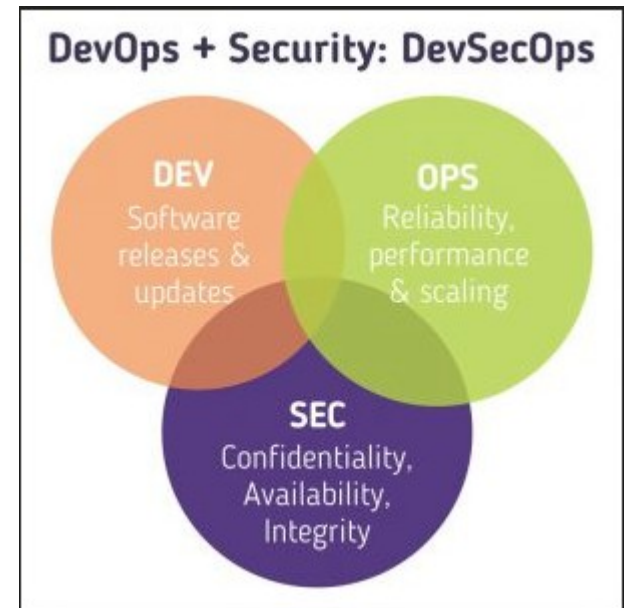 DevOps + Security: DevSecOps
DEV
Software
releases &
updates
OPS
Reliability,
performance
& scaling
SEC
Confidentiality,
Availability,
Integrity